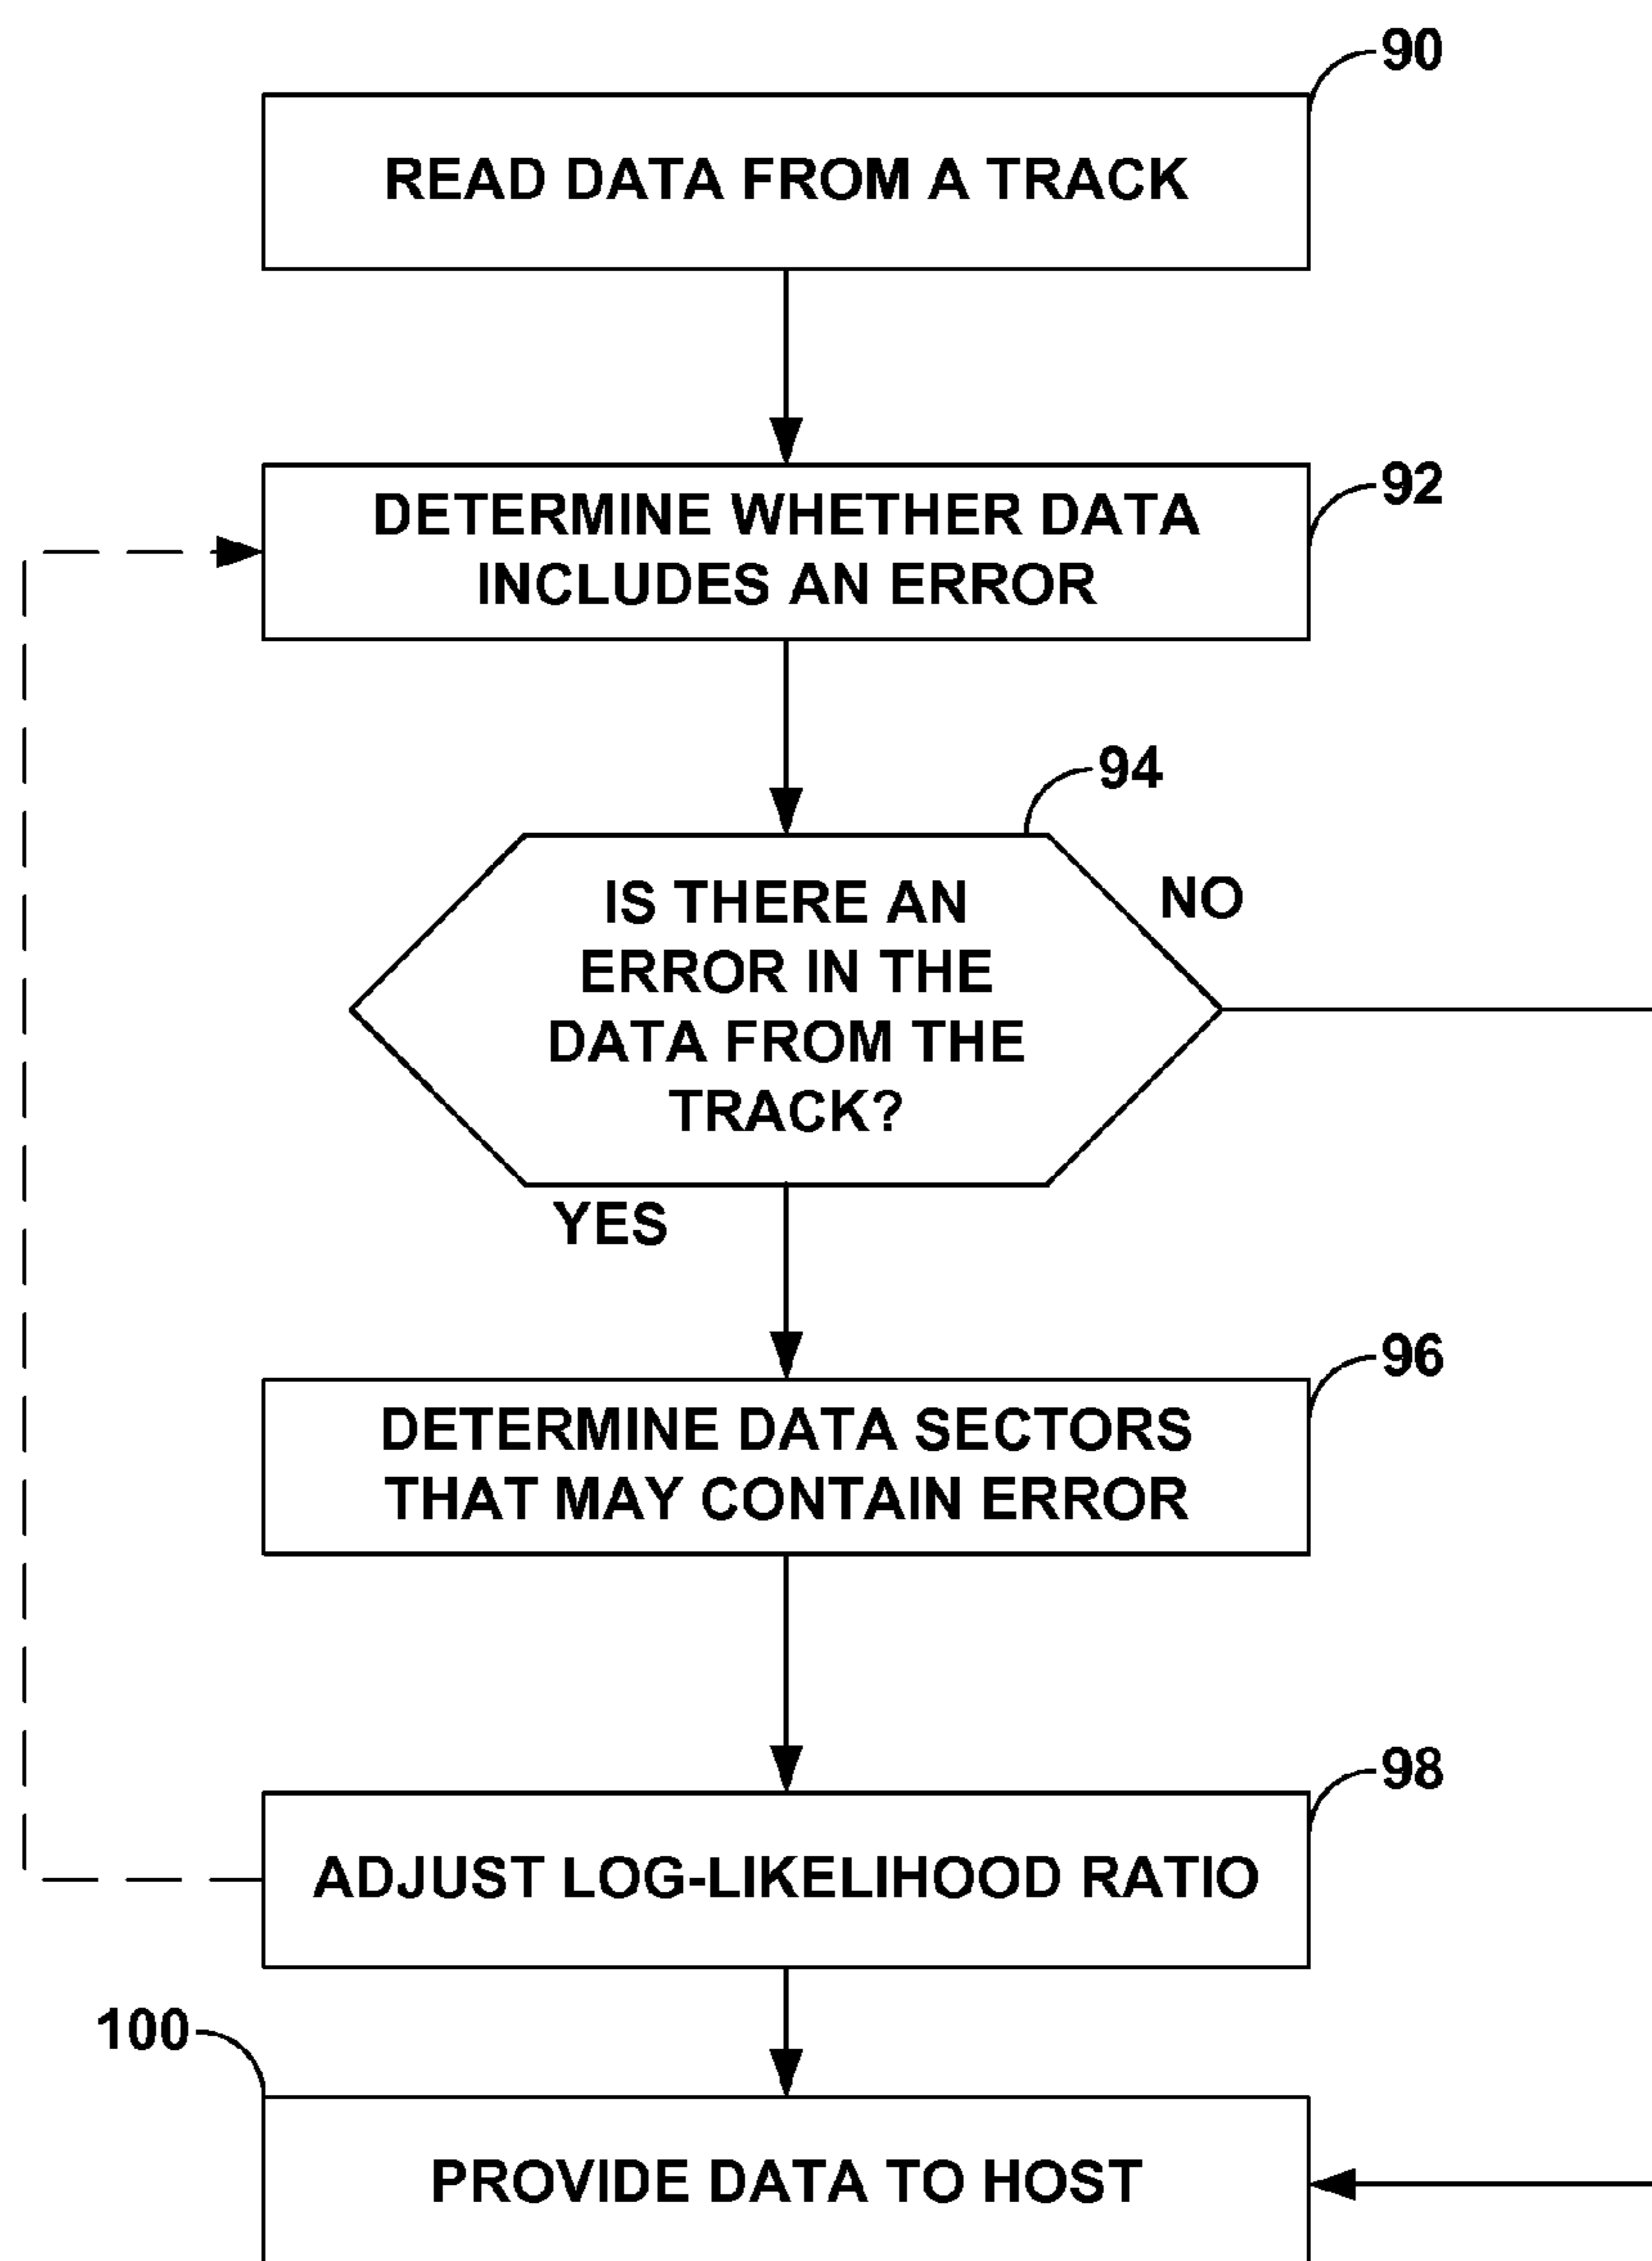 90
READ DATA FROM A TRACK
92
DETERMINE WHETHER DATA
INCLUDES AN ERROR
94
IS THERE AN
ERROR IN THE
DATA FROM THE
TRACK?
NO
YES
96
DETERMINE DATA SECTORS
THAT MAY CONTAIN ERROR
98
ADJUST LOG-LIKELIHOOD RATIO
100
PROVIDE DATA TO HOST